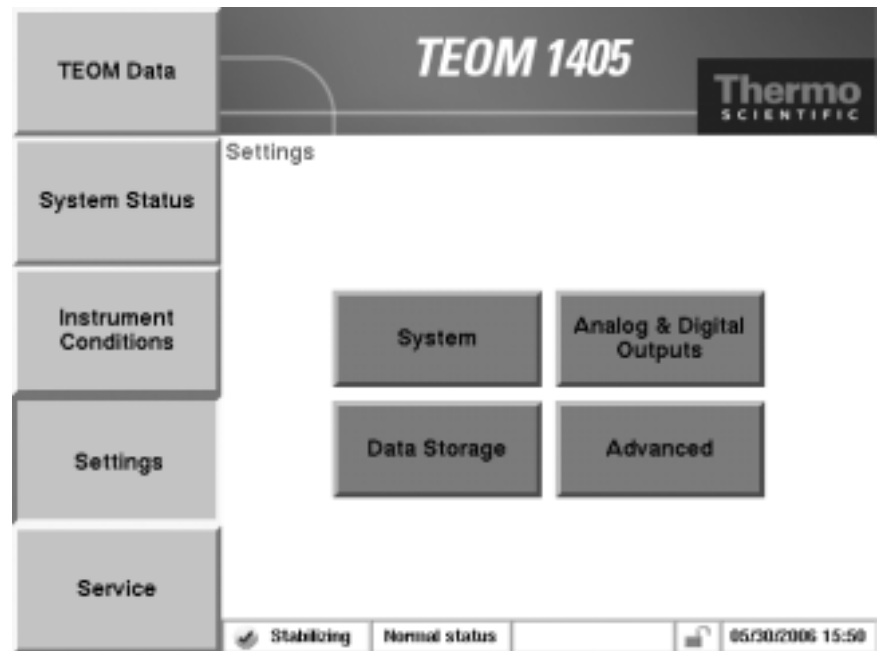 TEOM Data
TEOM 1405
Thermo
SCIENTIFIC
Settings
System Status
Instrument
Conditions
System
Analog & Digital
Outputs
Settings
Data Storage
Advanced
Service
Stabilizing
Normal status
05/30/2006 15:50